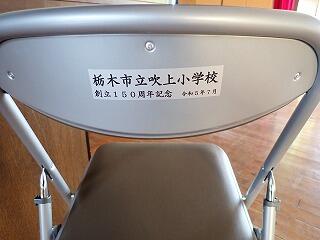 栃木市立吹上小学校
創立１５０周年記念　令和５年７月